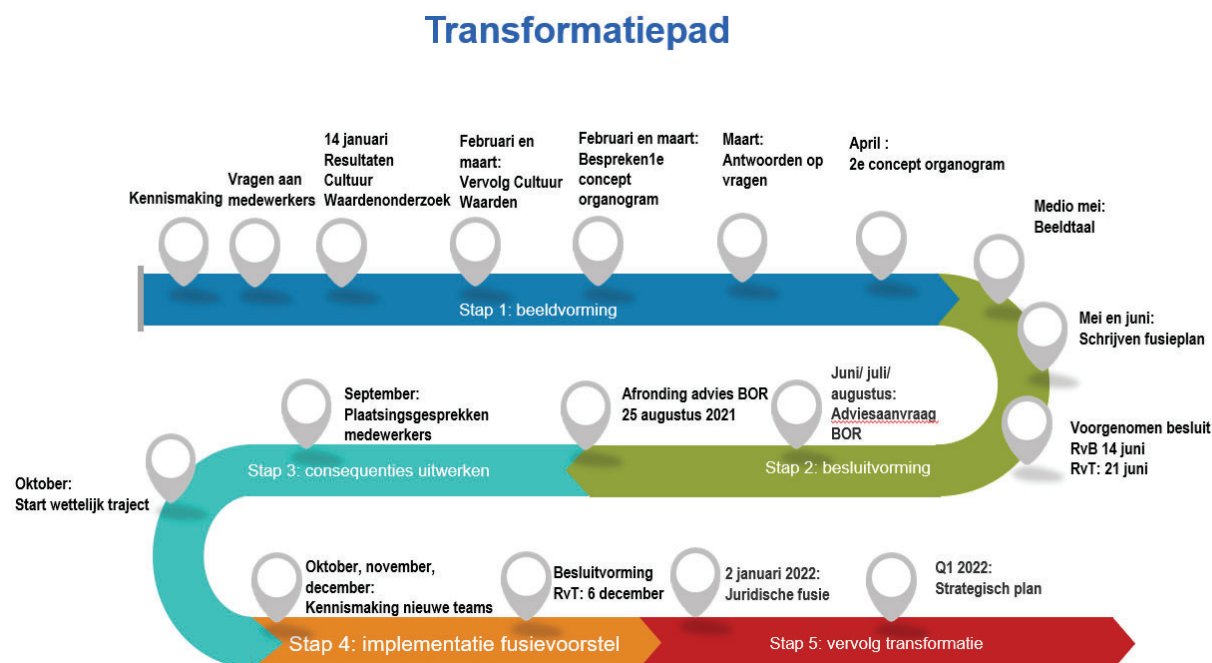 Transformatiepad
Kennismaking
Vragen aan
medewerkers
14 januari
Resultaten
Cultuur
Waardenonderzoek
Februari en
maart:
Vervolg Cultuur
Waarden
Februari en maart:
Bespreken1e
concept
organogram
Maart:
Antwoorden op
vragen
April :
2e concept organogram
Medio mei:
Beeldtaal
Stap 1: beeldvorming
Mei en juni:
Schrijven fusieplan
Voorgenomen besluit
RvB 14 juni
RvT: 21 juni
Juni/ juli/
augustus:
Adviesaanvraag
BOR
Stap 2: besluitvorming
Afronding advies BOR
25 augustus 2021
September:
Plaatsingsgesprekken
medewerkers
Stap 3: consequenties uitwerken
Oktober:
Start wettelijk traject
Oktober, november,
december:
Kennismaking nieuwe teams
Besluitvorming
RvT: 6 december
Stap 4: implementatie fusievoorstel
2 januari 2022:
Juridische fusie
Q1 2022:
Strategisch plan
Stap 5: vervolg transformatie